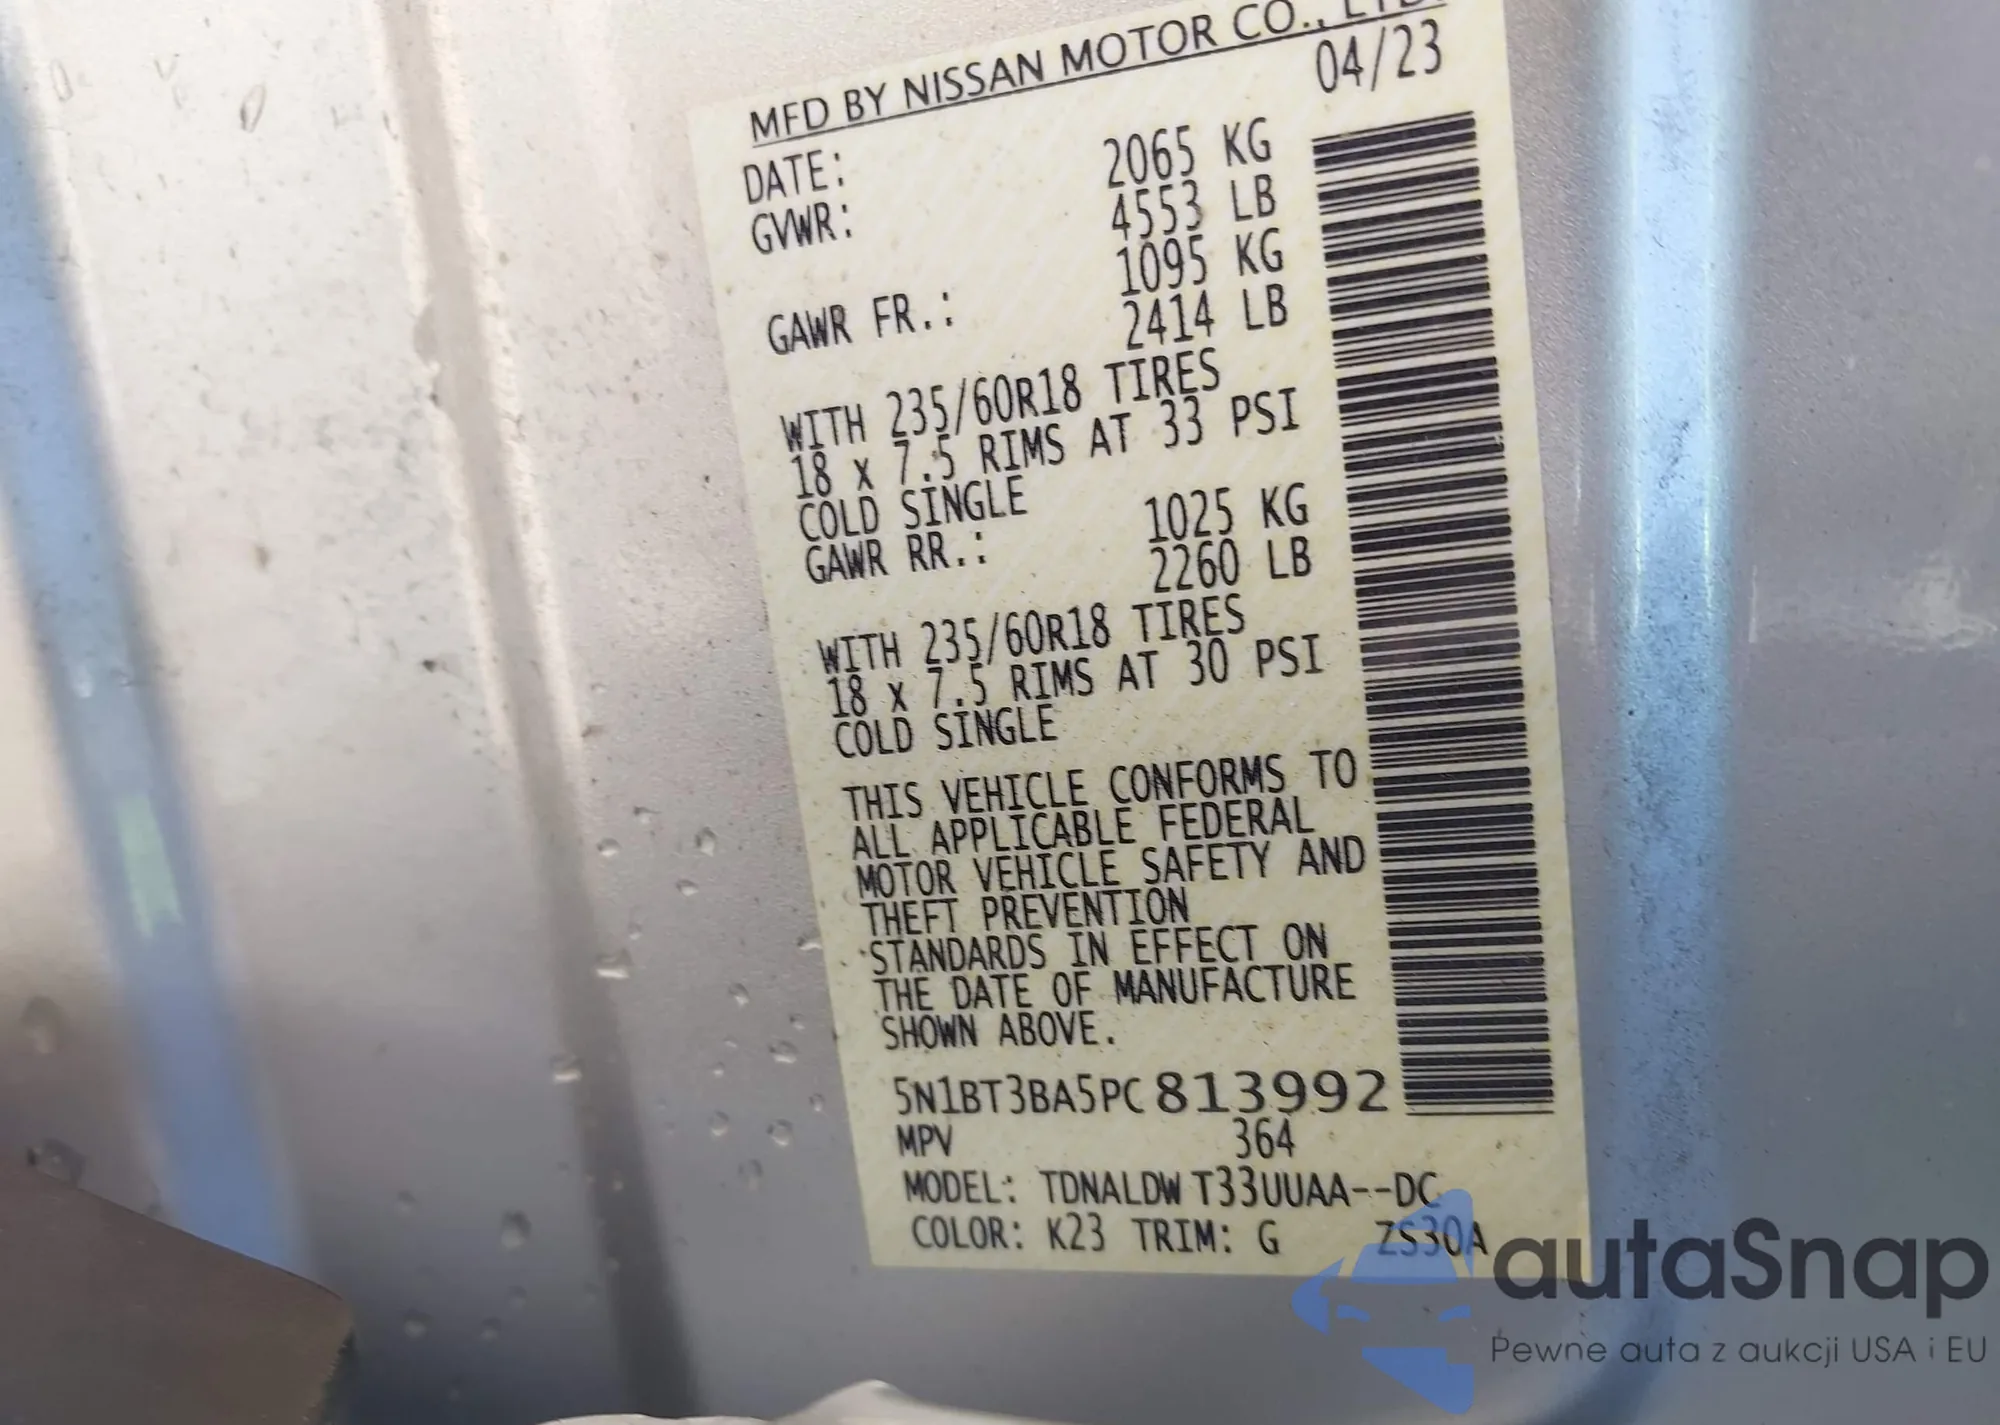 MFD BY NISSAN MOTOR CO., LTD.
DATE: 04/23
GVWR: 2065 KG
4553 LB
GAWR FR.: 1095 KG
2414 LB
WITH 235/60R18 TIRES
18 x 7.5 RIMS AT 33 PSI
COLD SINGLE
GAWR RR.: 1025 KG
2260 LB
WITH 235/60R18 TIRES
18 x 7.5 RIMS AT 30 PSI
COLD SINGLE
THIS VEHICLE CONFORMS TO
ALL APPLICABLE FEDERAL
MOTOR VEHICLE SAFETY AND
THEFT PREVENTION
STANDARDS IN EFFECT ON
THE DATE OF MANUFACTURE
SHOWN ABOVE.
5N1BT3BA5PC813992
MPV 364
MODEL: TDNALDW T33UUAA--DC
COLOR: K23 TRIM: G ZS30A
autaSnap
Pewne auta z aukcji USA i EU